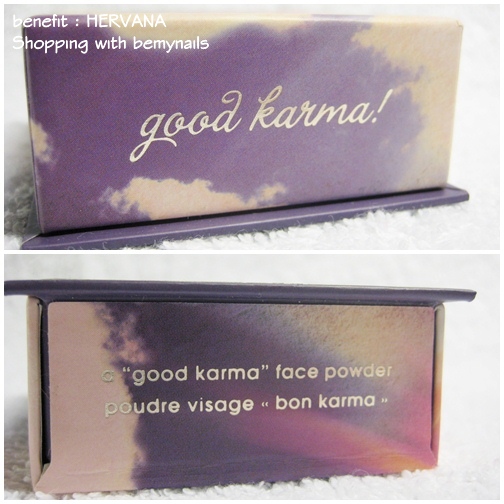 benefit : HERVANA
Shopping with bemynails
good karma!
a "good karma" face powder
poudre visage « bon karma »